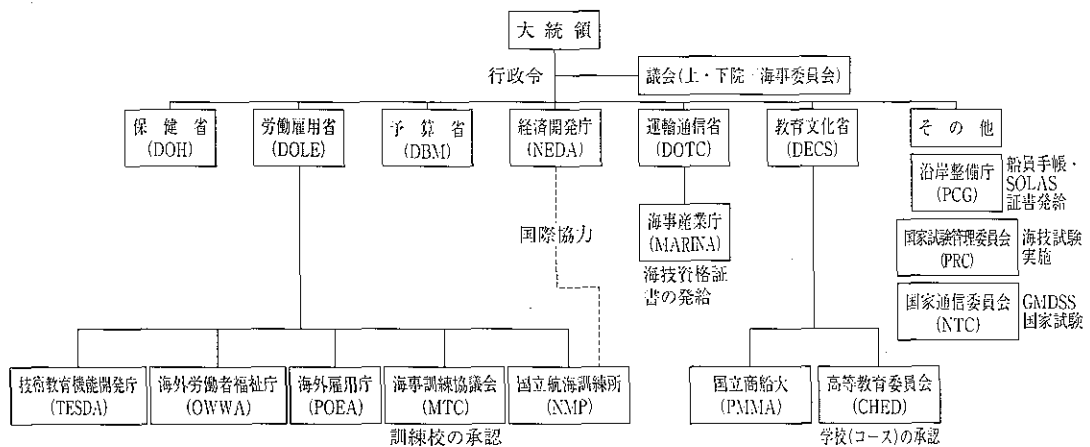 大統領
行政令
議会(上・下院 海事委員会)
保健省
(DOH)
労働雇用省
(DOLE)
予算省
(DBM)
経済開発庁
(NEDA)
運輸通信省
(DOTC)
教育文化省
(DECS)
その他
沿岸整備庁
(PCG)
船員手帳・
SOLAS
証書発給
国際協力
海事産業庁
(MARINA)
海技資格証
書の発給
国家試験管理委員会
(PRC)
海技試験
実施
国家通信委員会
(NTC)
GMDSS
国家試験
技術教育機能開発庁
(TESDA)
海外労働者福祉庁
(OWWA)
海外雇用庁
(POEA)
海事訓練協議会
(MTC)
訓練校の承認
国立航海訓練所
(NMP)
国立商船大
(PMMA)
高等教育委員会
(CHED)
学校(コース)の承認